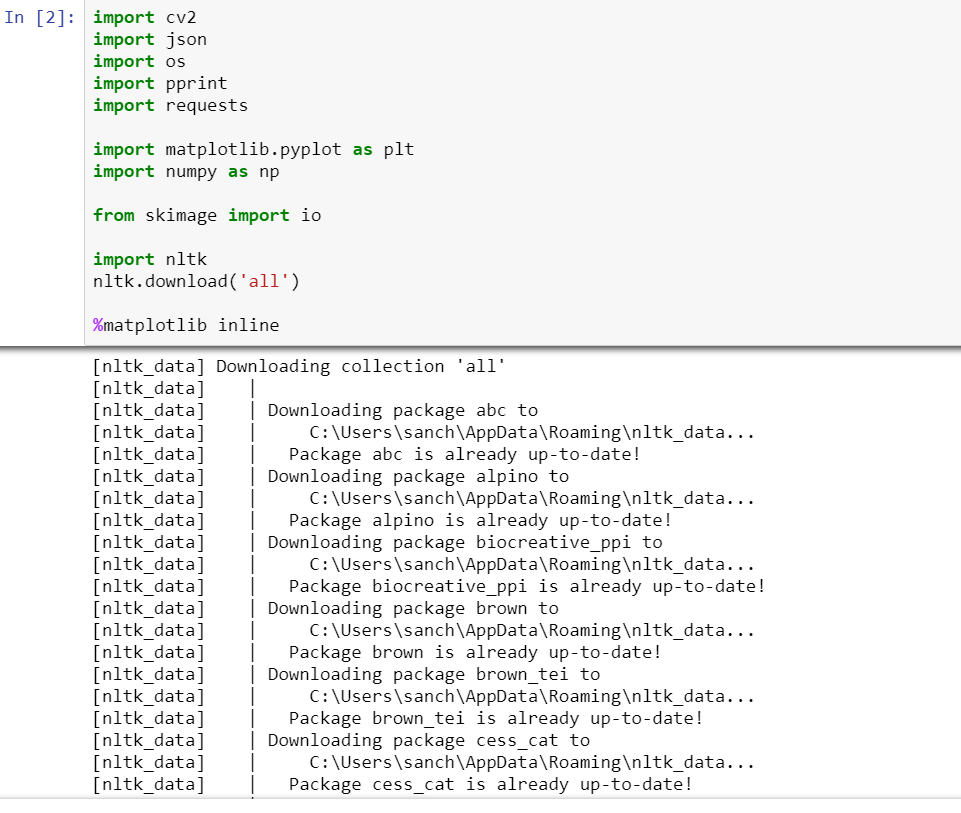 In [2]: import cv2
import json
import os
import pprint
import requests
import matplotlib.pyplot as plt
import numpy as np
from skimage import io
import nltk
nltk.download('all')
%matplotlib inline
[nltk_data] Downloading collection 'all'
[nltk_data]    |
[nltk_data]    | Downloading package abc to
[nltk_data]    |     C:\Users\sanch\AppData\Roaming\nltk_data...
[nltk_data]    |   Package abc is already up-to-date!
[nltk_data]    | Downloading package alpino to
[nltk_data]    |     C:\Users\sanch\AppData\Roaming\nltk_data...
[nltk_data]    |   Package alpino is already up-to-date!
[nltk_data]    | Downloading package biocreative_ppi to
[nltk_data]    |     C:\Users\sanch\AppData\Roaming\nltk_data...
[nltk_data]    |   Package biocreative_ppi is already up-to-date!
[nltk_data]    | Downloading package brown to
[nltk_data]    |     C:\Users\sanch\AppData\Roaming\nltk_data...
[nltk_data]    |   Package brown is already up-to-date!
[nltk_data]    | Downloading package brown_tei to
[nltk_data]    |     C:\Users\sanch\AppData\Roaming\nltk_data...
[nltk_data]    |   Package brown_tei is already up-to-date!
[nltk_data]    | Downloading package cess_cat to
[nltk_data]    |     C:\Users\sanch\AppData\Roaming\nltk_data...
[nltk_data]    |   Package cess_cat is already up-to-date!